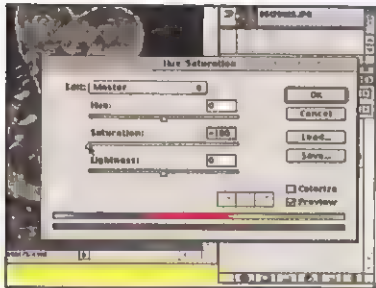 Hue Saturation
Edit: Master
OK
Hue: 0
Cancel
Saturation: -100
Load...
Lightness: 0
Save...
Colorize
Preview